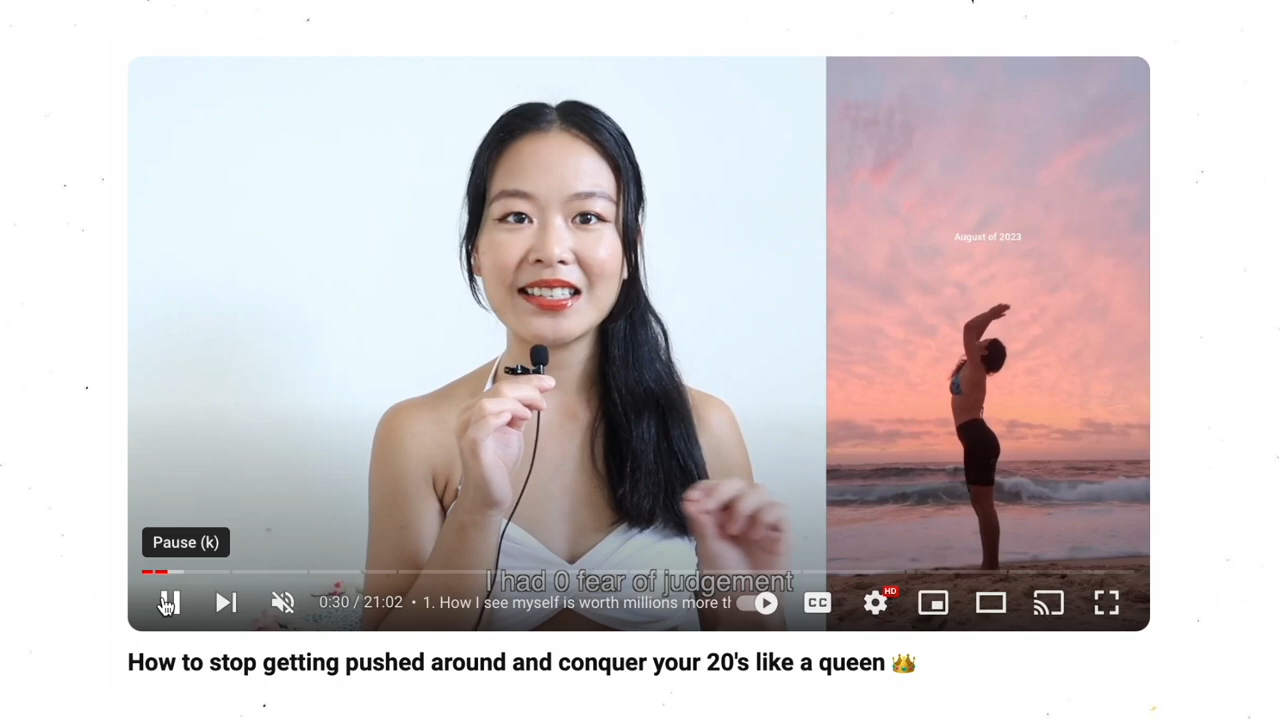 August of 2023
Pause (k)
I had 0 fear of judgement
0:30 / 21:02 • 1. How I see myself is worth millions more th
CC
HD
How to stop getting pushed around and conquer your 20's like a queen 👑